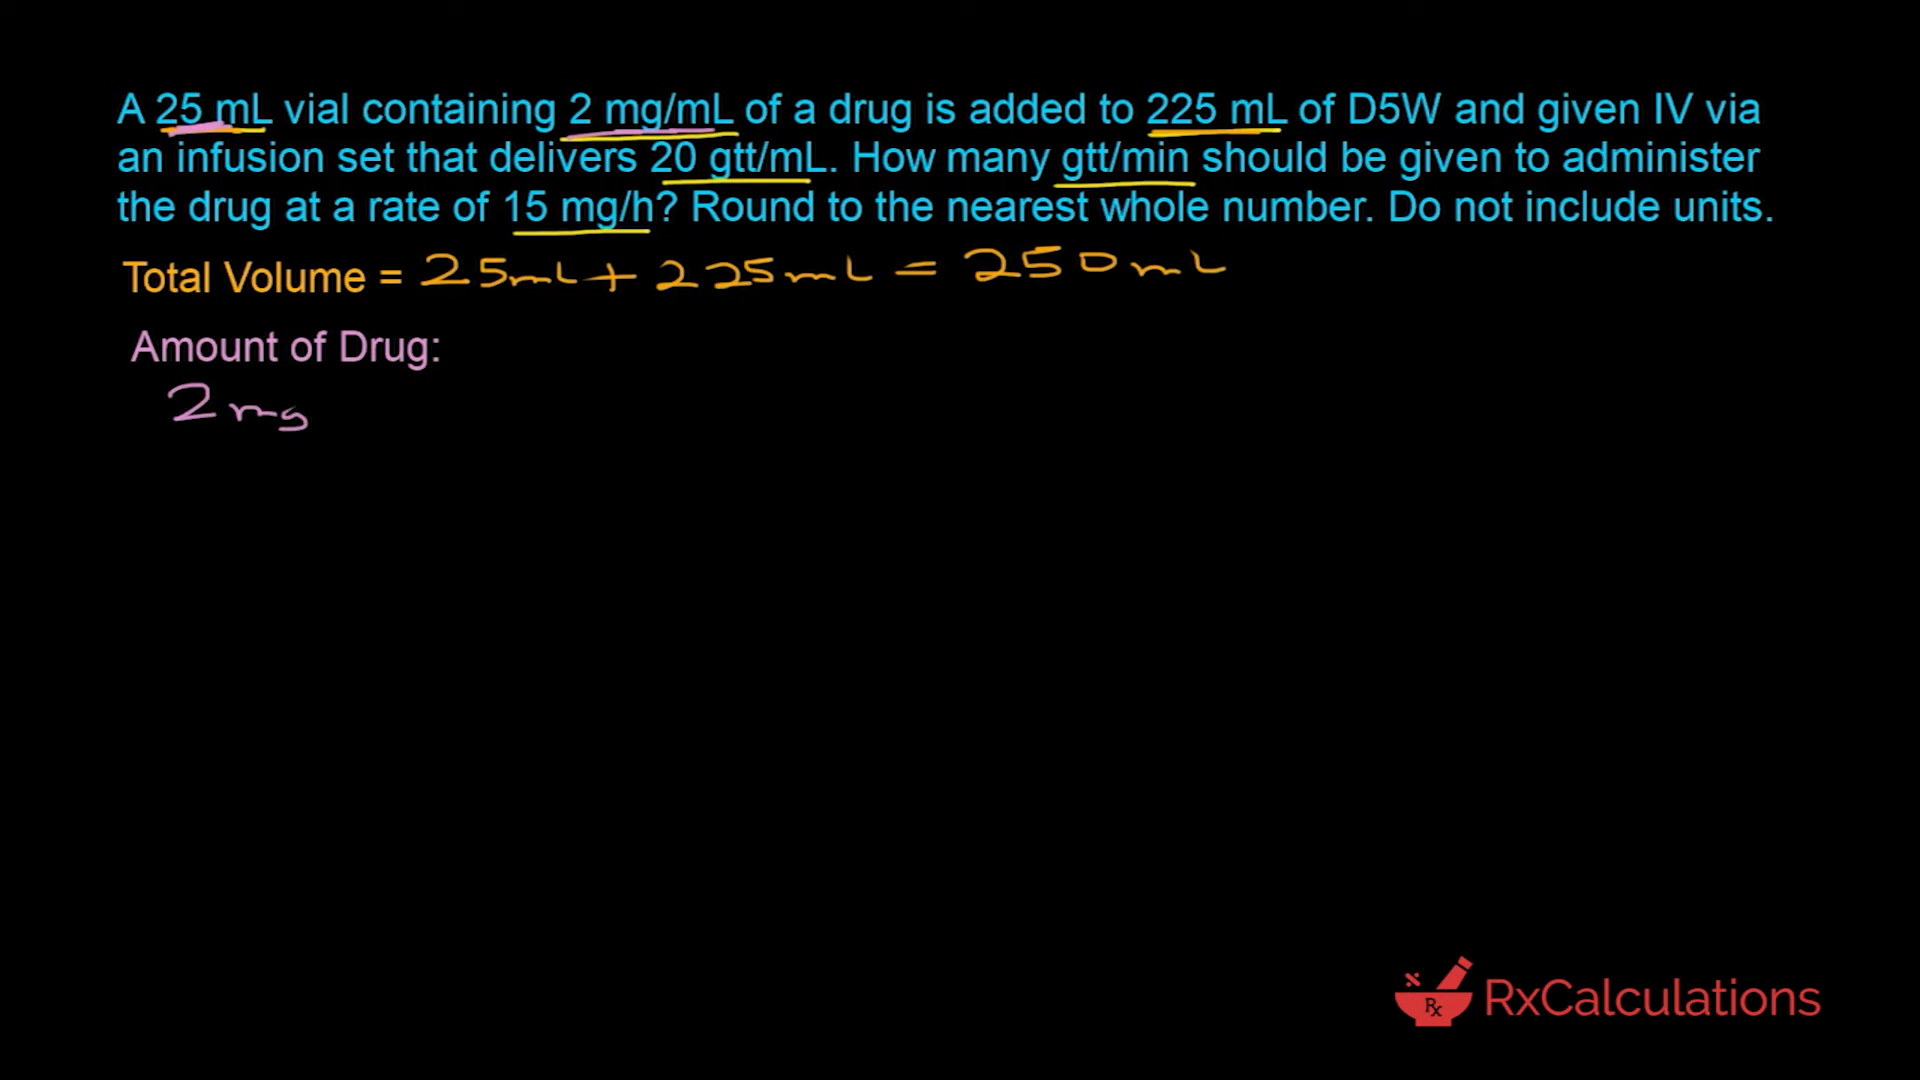 A 25 mL vial containing 2 mg/mL of a drug is added to 225 mL of D5W and given IV via
an infusion set that delivers 20 gtt/mL. How many gtt/min should be given to administer
the drug at a rate of 15 mg/h? Round to the nearest whole number. Do not include units.
Total Volume = 25mL + 225mL = 250mL
Amount of Drug:
2mg
Rx RxCalculations